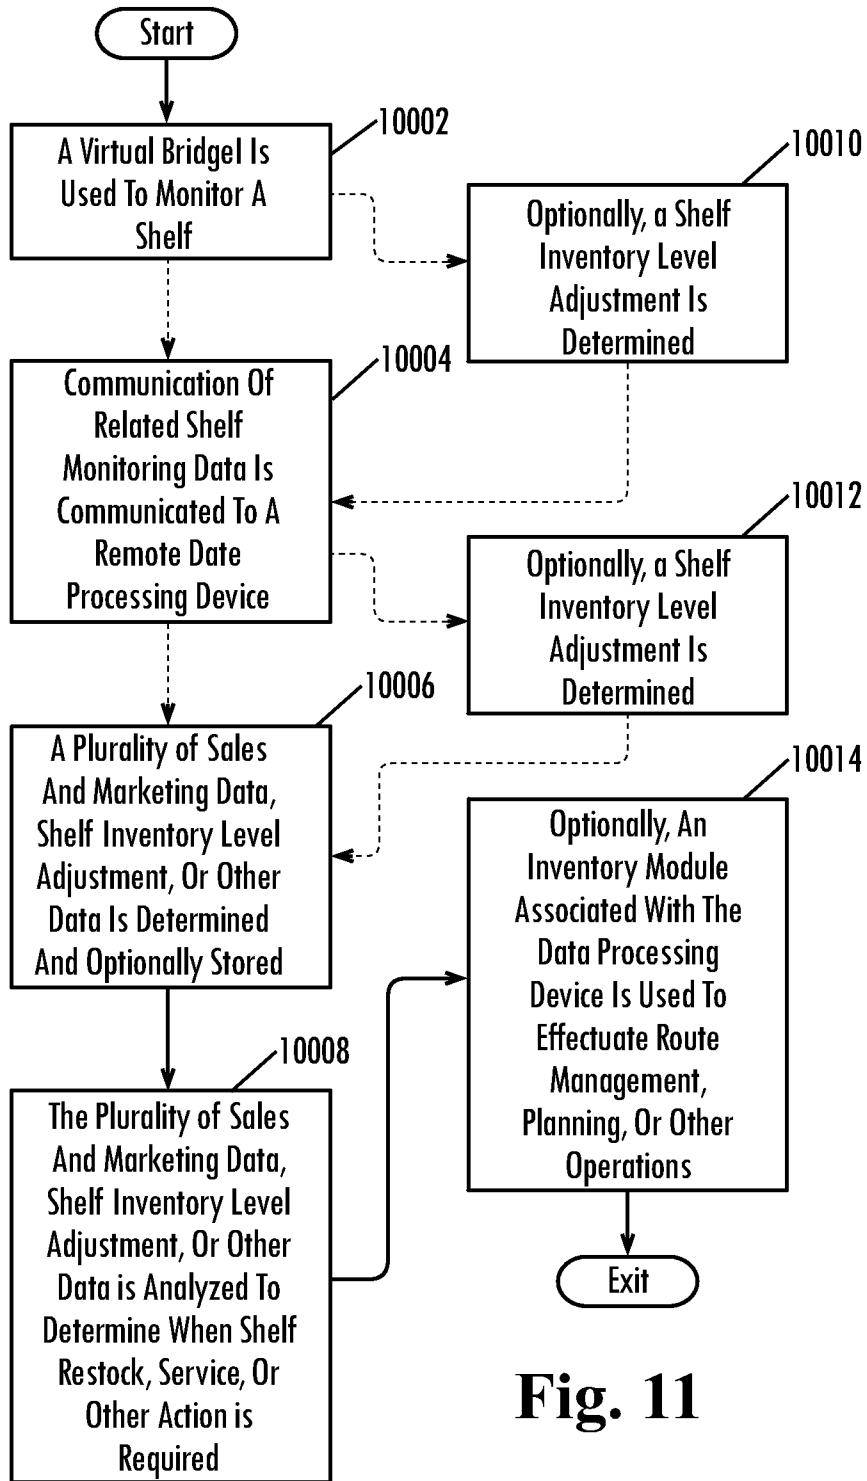 Start
10002
A Virtual Bridgel Is
Used To Monitor A
Shelf
10010
Optionally, a Shelf
Inventory Level
Adjustment Is
Determined
10004
Communication Of
Related Shelf
Monitoring Data Is
Communicated To A
Remote Date
Processing Device
10012
Optionally, a Shelf
Inventory Level
Adjustment Is
Determined
10006
A Plurality of Sales
And Marketing Data,
Shelf Inventory Level
Adjustment, Or Other
Data Is Determined
And Optionally Stored
10008
The Plurality of Sales
And Marketing Data,
Shelf Inventory Level
Adjustment, Or Other
Data is Analyzed To
Determine When Shelf
Restock, Service, Or
Other Action is
Required
10014
Optionally, An
Inventory Module
Associated With The
Data Processing
Device Is Used To
Effectuate Route
Management,
Planning, Or Other
Operations
Exit
Fig. 11